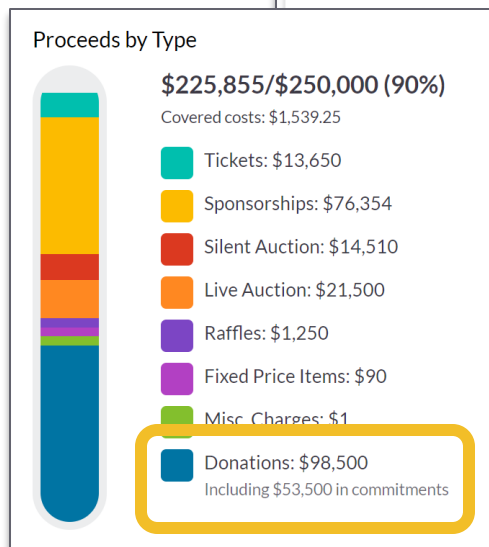 Proceeds by Type
$225,855/$250,000 (90%)
Covered costs: $1,539.25
Tickets: $13,650
Sponsorships: $76,354
Silent Auction: $14,510
Live Auction: $21,500
Raffles: $1,250
Fixed Price Items: $90
Misc. Charges: $1
Donations: $98,500
Including $53,500 in commitments